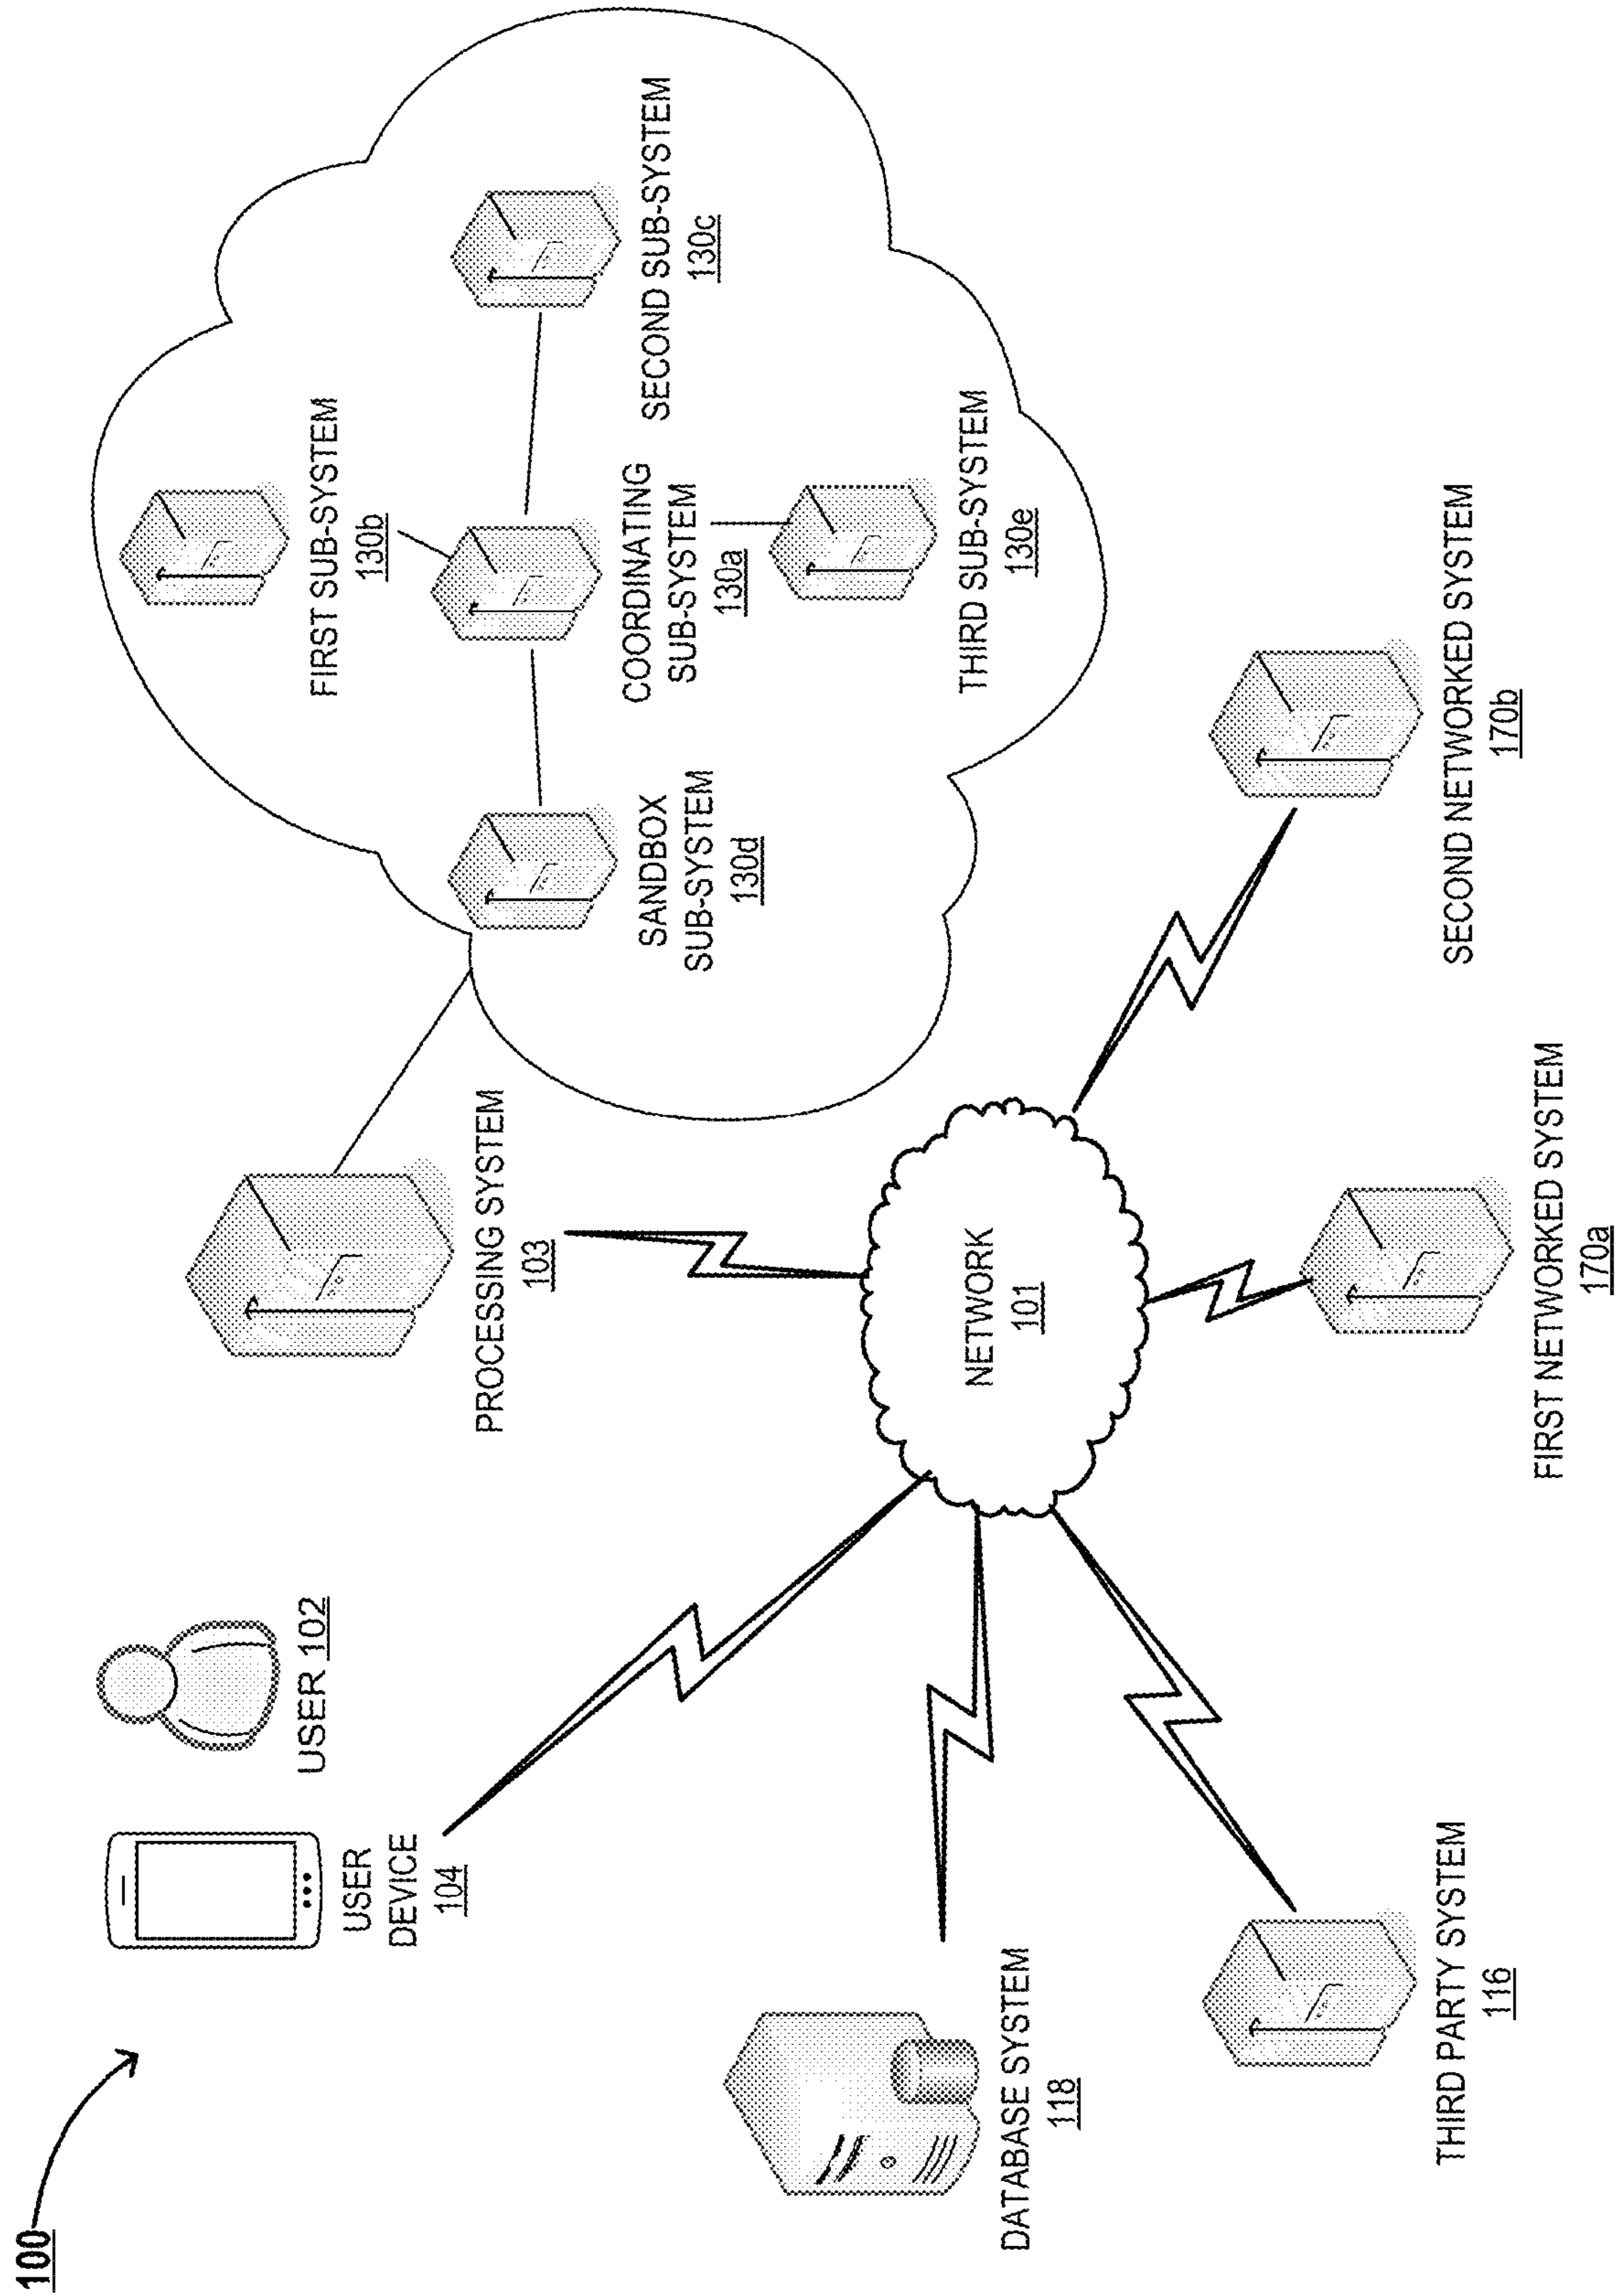 100
USER
DEVICE
104
USER 102
PROCESSING SYSTEM
103
FIRST SUB-SYSTEM
130b
SANDBOX
SUB-SYSTEM
130d
COORDINATING
SUB-SYSTEM
130a
SECOND SUB-SYSTEM
130c
THIRD SUB-SYSTEM
130e
DATABASE SYSTEM
118
NETWORK
101
THIRD PARTY SYSTEM
116
FIRST NETWORKED SYSTEM
170a
SECOND NETWORKED SYSTEM
170b